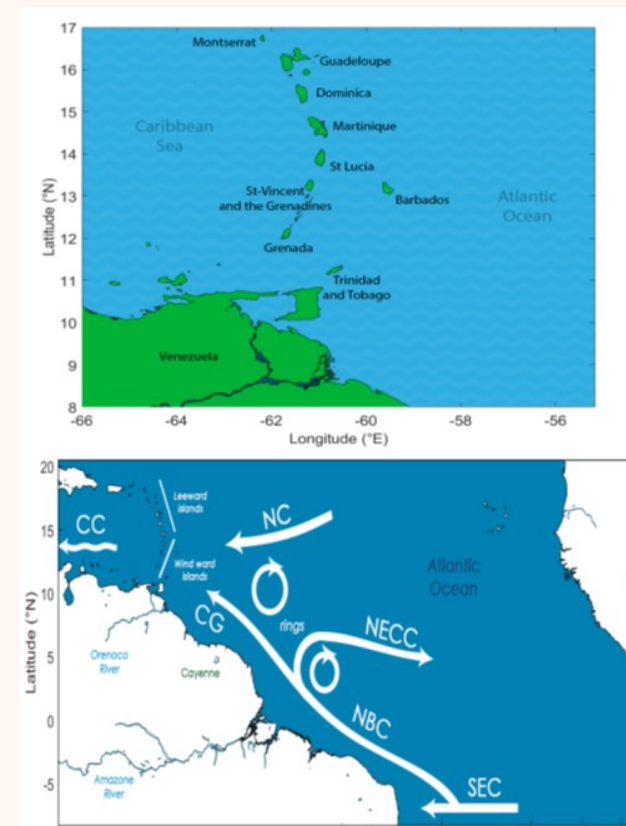 17
Montserrat
16
Guadeloupe
Dominica
15
Caribbean
Sea
Martinique
14
St Lucia
St-Vincent
and the Grenadines
Barbados
Atlantic
Ocean
13
12
Grenada
11
Trinidad
and Tobago
10
Venezuela
9
8
Latitude (°N)
-66
-64
-62
-60
-58
-56
Longitude (°E)
20
Leeward
islands
CC
NC
15
Wind ward
islands
Atlantic
Ocean
10
CG
rings
NECC
Orenoco
River
5
Cayenne
NBC
0
Amazone
River
-5
SEC
Latitude (°N)